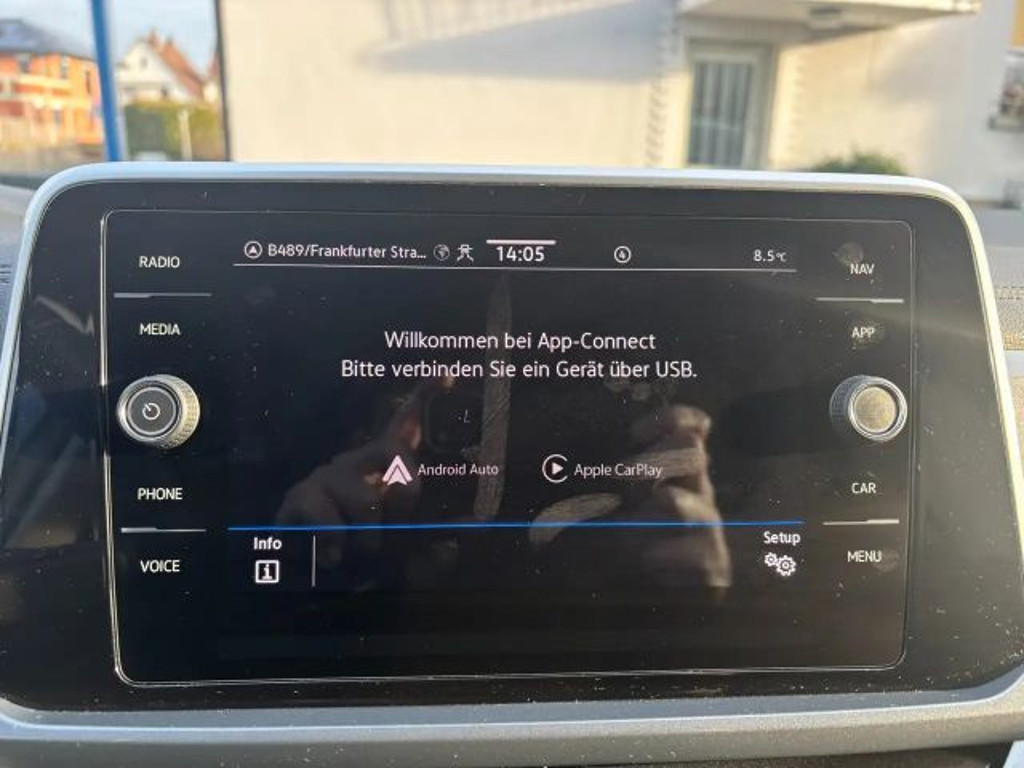 B489/Frankfurter Stra... 14:05 4 8.5°C
RADIO
MEDIA
PHONE
VOICE
Willkommen bei App-Connect
Bitte verbinden Sie ein Gerät über USB.
Android Auto Apple CarPlay
Info Setup
NAV
APP
CAR
MENU